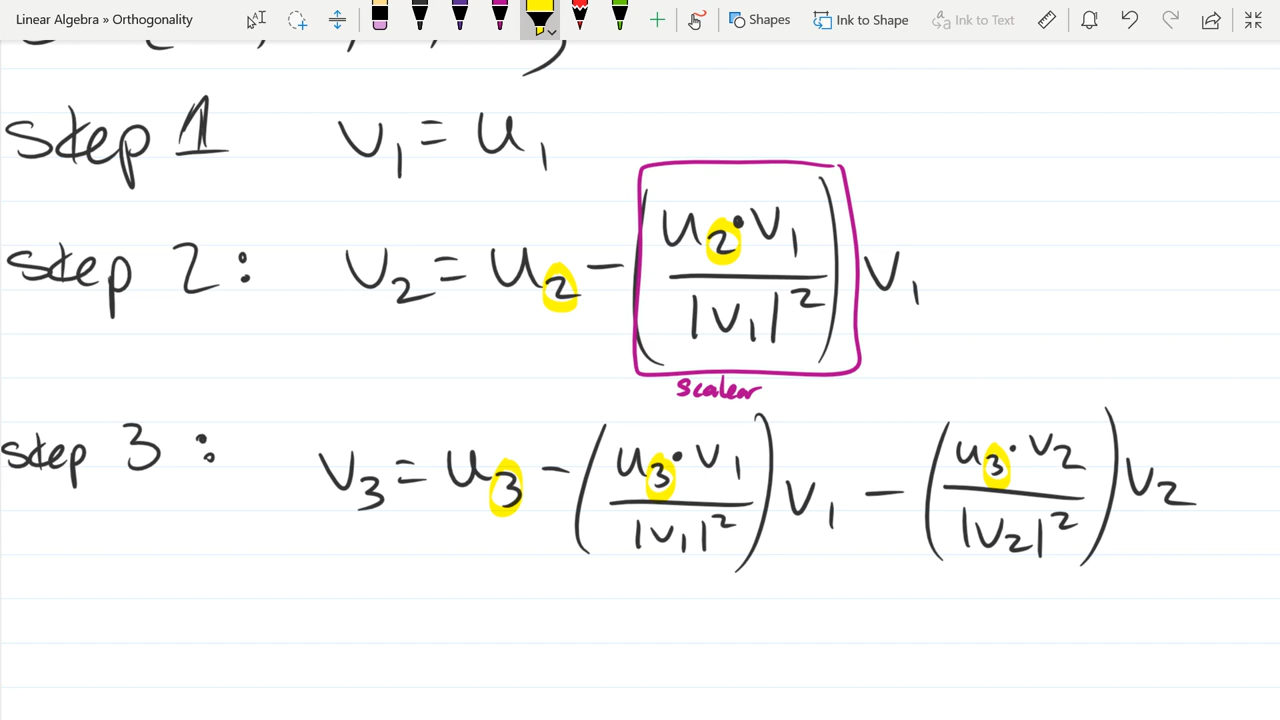 Linear Algebra » Orthogonality
Shapes
Ink to Shape
Ink to Text
step 1 v₁ = u₁
step 2: v₂ = u₂ - (u₂·v₁ / |v₁|²) v₁
scalar
step 3: v₃ = u₃ - (u₃·v₁ / |v₁|²) v₁ - (u₃·v₂ / |v₂|²) v₂